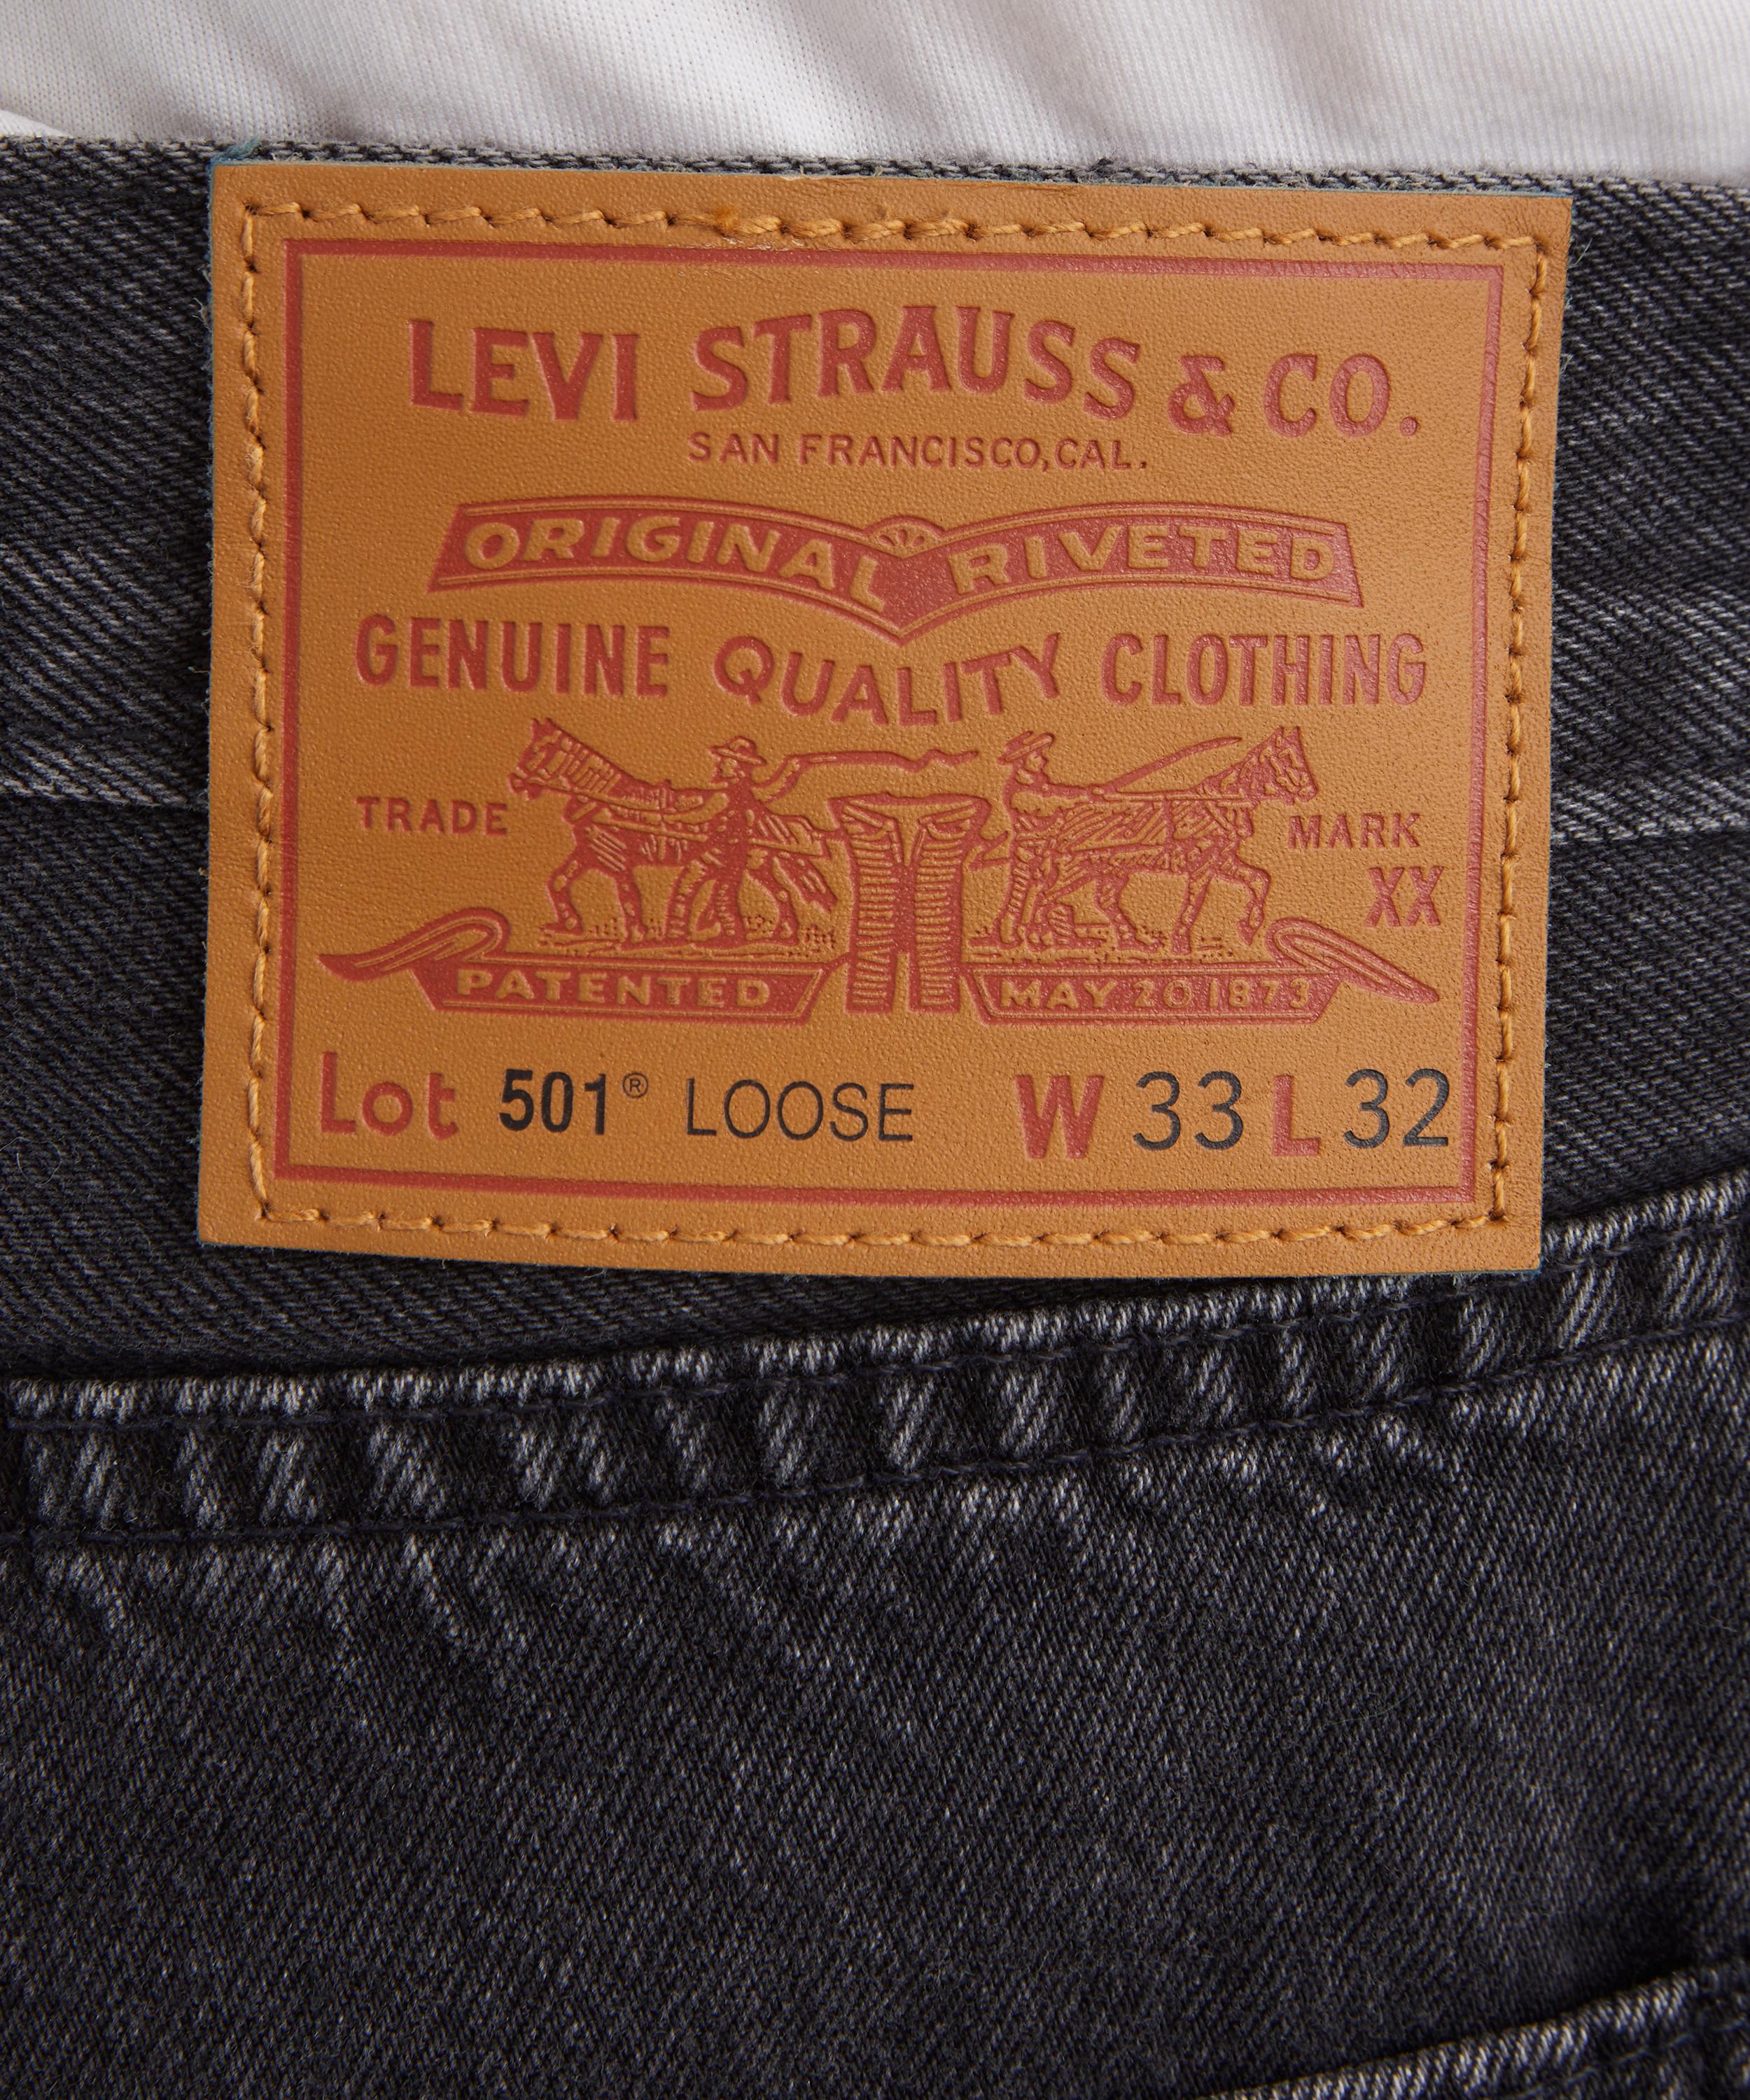 LEVI STRAUSS & CO.
SAN FRANCISCO, CAL.
ORIGINAL RIVETED
GENUINE QUALITY CLOTHING
TRADE MARK
XX
PATENTED MAY 20 1873
Lot 501® LOOSE W 33 L 32